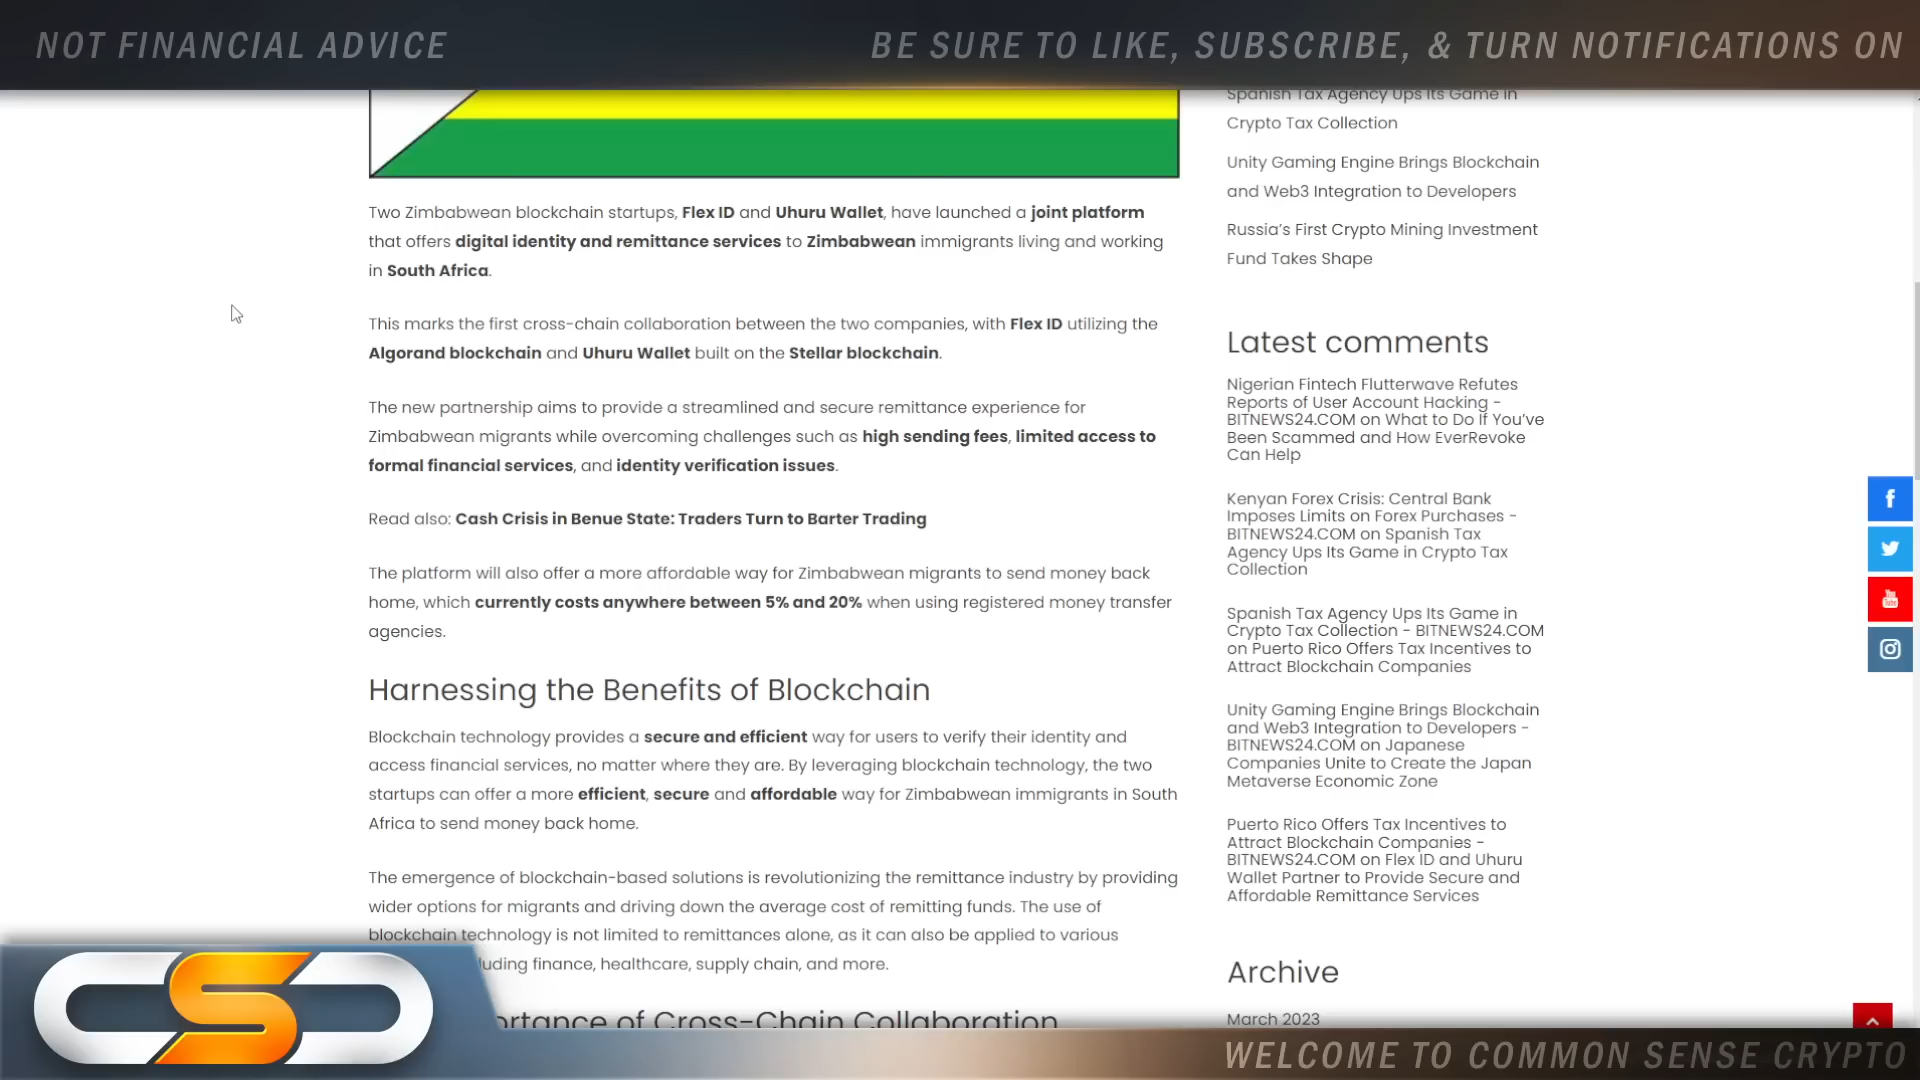 NOT FINANCIAL ADVICE
BE SURE TO LIKE, SUBSCRIBE, & TURN NOTIFICATIONS ON
Two Zimbabwean blockchain startups, Flex ID and Uhuru Wallet, have launched a joint platform
that offers digital identity and remittance services to Zimbabwean immigrants living and working
in South Africa.
This marks the first cross-chain collaboration between the two companies, with Flex ID utilizing the
Algorand blockchain and Uhuru Wallet built on the Stellar blockchain.
The new partnership aims to provide a streamlined and secure remittance experience for
Zimbabwean migrants while overcoming challenges such as high sending fees, limited access to
formal financial services, and identity verification issues.
Read also: Cash Crisis in Benue State: Traders Turn to Barter Trading
The platform will also offer a more affordable way for Zimbabwean migrants to send money back
home, which currently costs anywhere between 5% and 20% when using registered money transfer
agencies.
Harnessing the Benefits of Blockchain
Blockchain technology provides a secure and efficient way for users to verify their identity and
access financial services, no matter where they are. By leveraging blockchain technology, the two
startups can offer a more efficient, secure and affordable way for Zimbabwean immigrants in South
Africa to send money back home.
The emergence of blockchain-based solutions is revolutionizing the remittance industry by providing
wider options for migrants and driving down the average cost of remitting funds. The use of
blockchain technology is not limited to remittances alone, as it can also be applied to various
luding finance, healthcare, supply chain, and more.
ortance of Cross-Chain Collaboration
Spanish Tax Agency Ups Its Game in
Crypto Tax Collection
Unity Gaming Engine Brings Blockchain
and Web3 Integration to Developers
Russia's First Crypto Mining Investment
Fund Takes Shape
Latest comments
Nigerian Fintech Flutterwave Refutes
Reports of User Account Hacking -
BITNEWS24.COM on What to Do If You've
Been Scammed and How EverRevoke
Can Help
Kenyan Forex Crisis: Central Bank
Imposes Limits on Forex Purchases -
BITNEWS24.COM on Spanish Tax
Agency Ups Its Game in Crypto Tax
Collection
Spanish Tax Agency Ups Its Game in
Crypto Tax Collection - BITNEWS24.COM
on Puerto Rico Offers Tax Incentives to
Attract Blockchain Companies
Unity Gaming Engine Brings Blockchain
and Web3 Integration to Developers -
BITNEWS24.COM on Japanese
Companies Unite to Create the Japan
Metaverse Economic Zone
Puerto Rico Offers Tax Incentives to
Attract Blockchain Companies -
BITNEWS24.COM on Flex ID and Uhuru
Wallet Partner to Provide Secure and
Affordable Remittance Services
Archive
March 2023
CSC
WELCOME TO COMMON SENSE CRYPTO